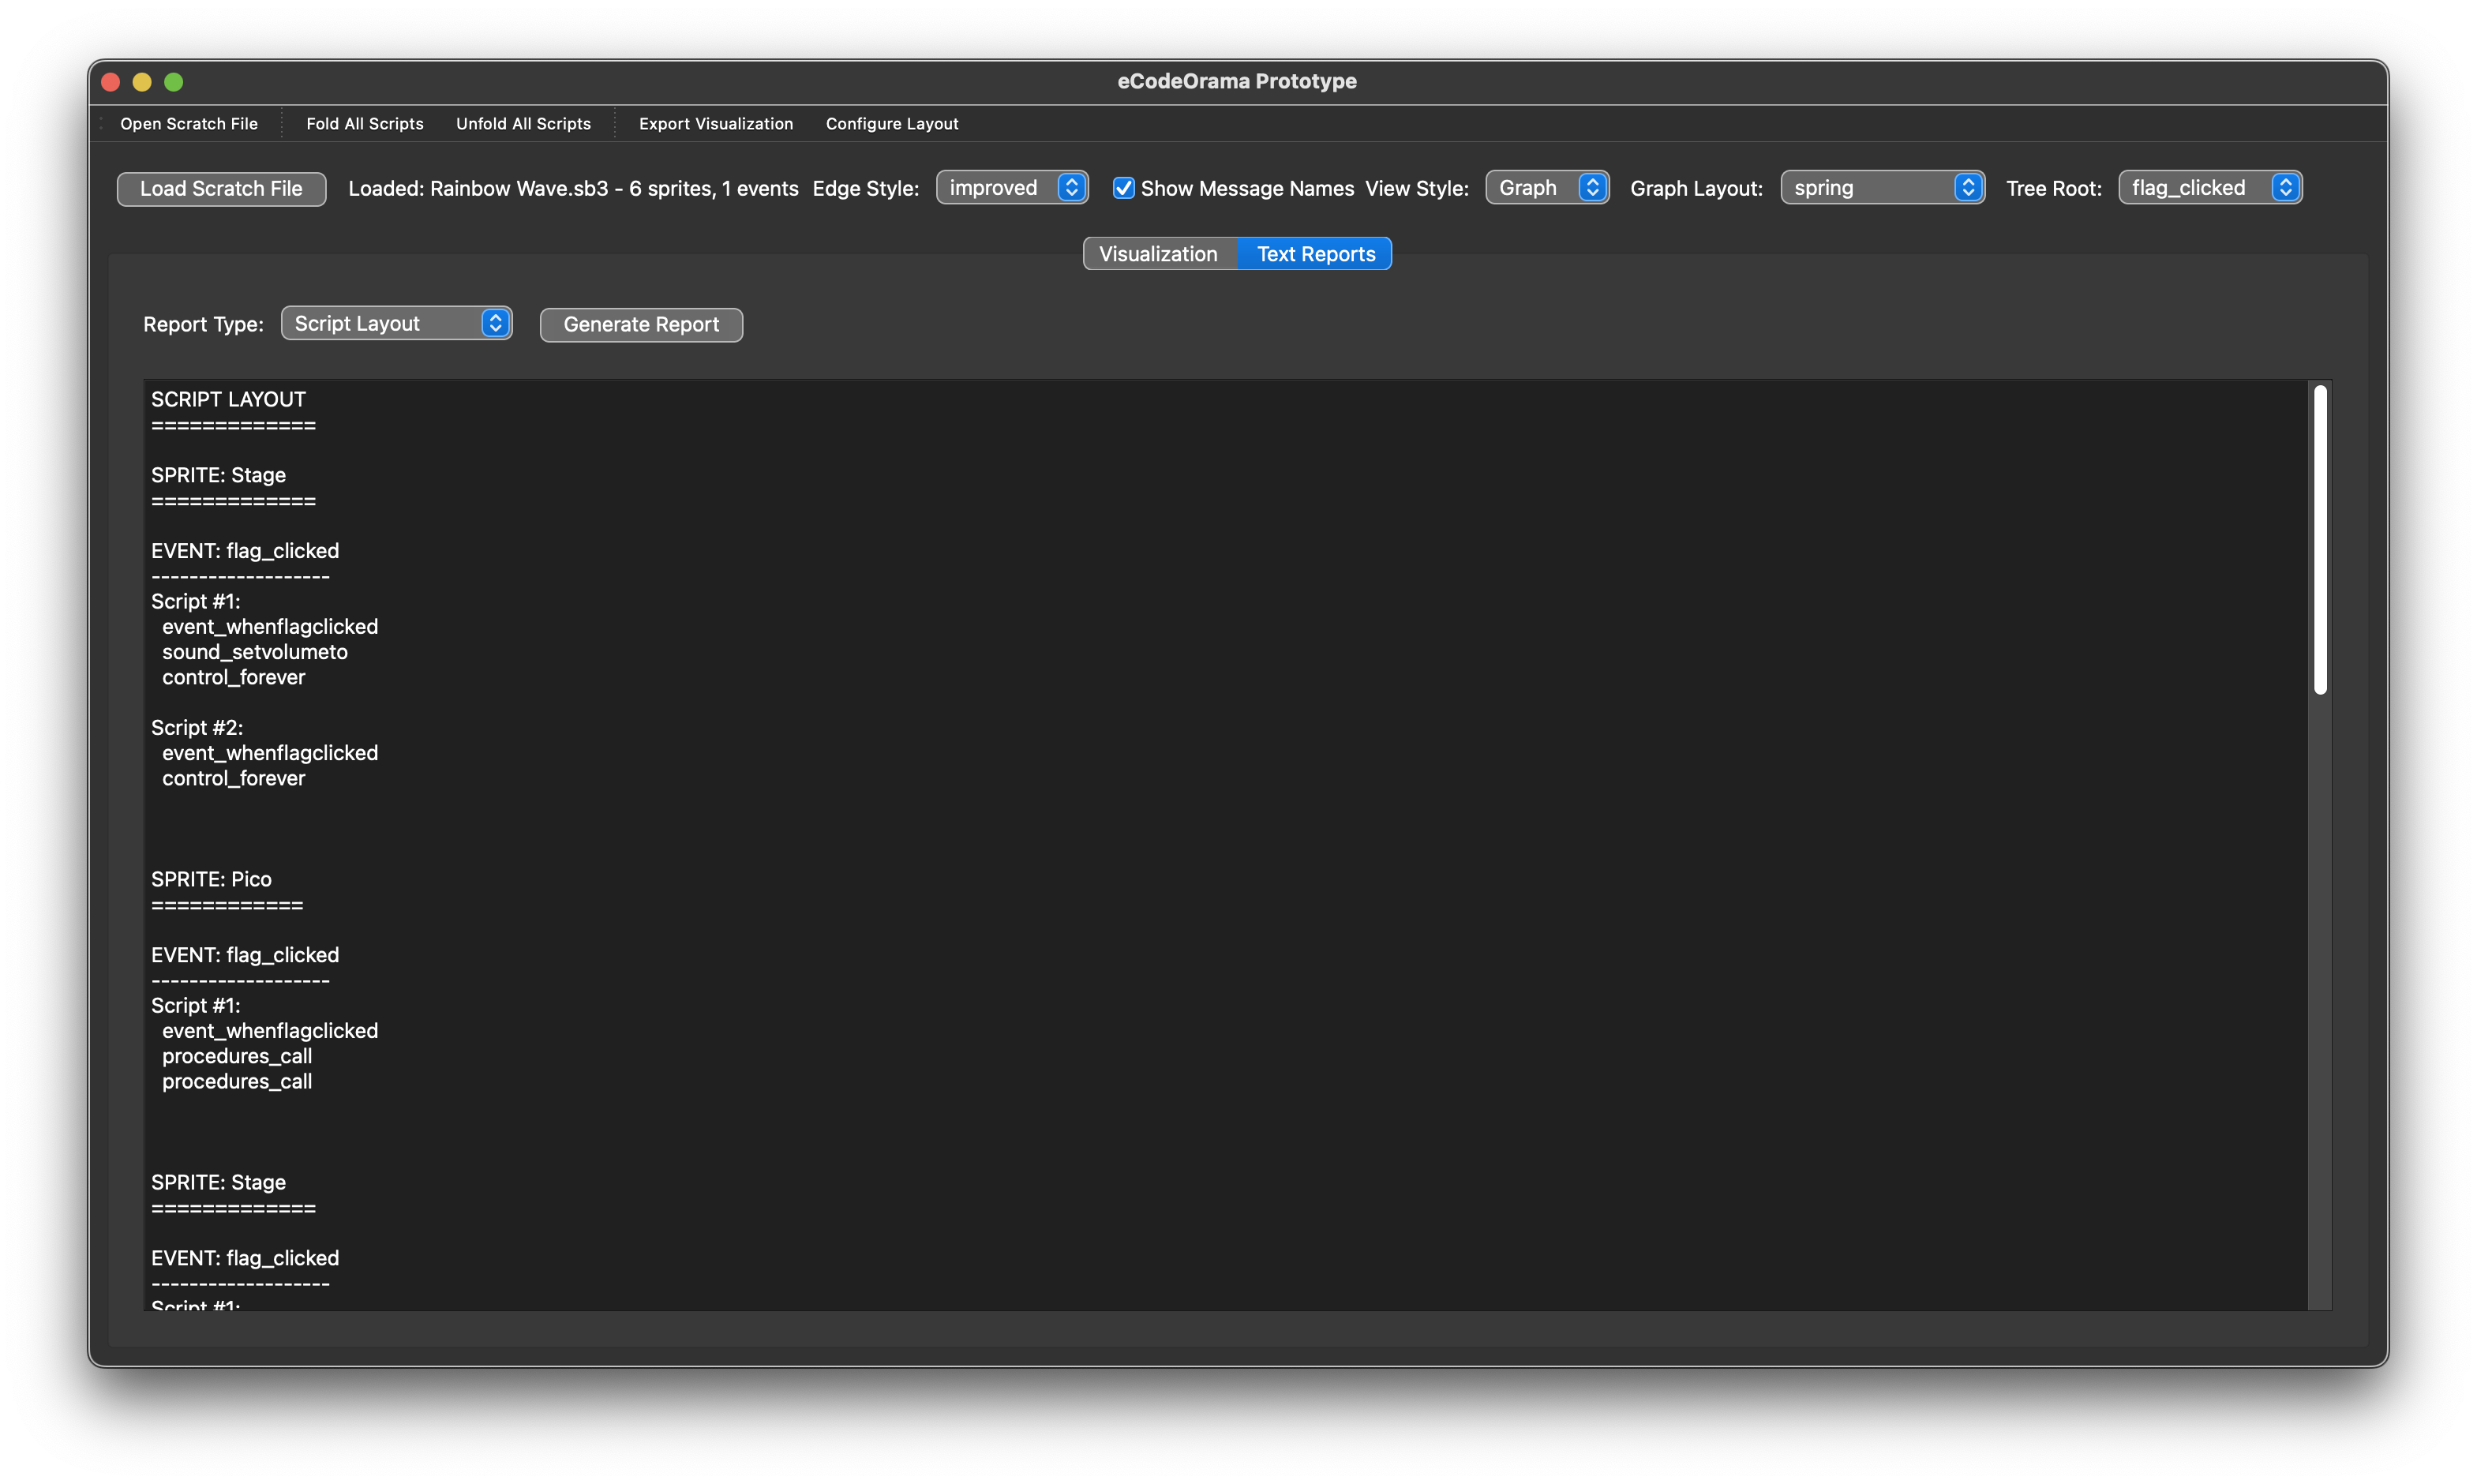 eCodeOrama Prototype
Open Scratch File Fold All Scripts Unfold All Scripts Export Visualization Configure Layout
Load Scratch File Loaded: Rainbow Wave.sb3 - 6 sprites, 1 events Edge Style: improved Show Message Names View Style: Graph Graph Layout: spring Tree Root: flag_clicked
Visualization Text Reports
Report Type: Script Layout Generate Report
SCRIPT LAYOUT
=============
SPRITE: Stage
=============
EVENT: flag_clicked
-------------------
Script #1:
event_whenflagclicked
sound_setvolumeto
control_forever
Script #2:
event_whenflagclicked
control_forever
SPRITE: Pico
============
EVENT: flag_clicked
-------------------
Script #1:
event_whenflagclicked
procedures_call
procedures_call
SPRITE: Stage
=============
EVENT: flag_clicked
-------------------
Script #1: